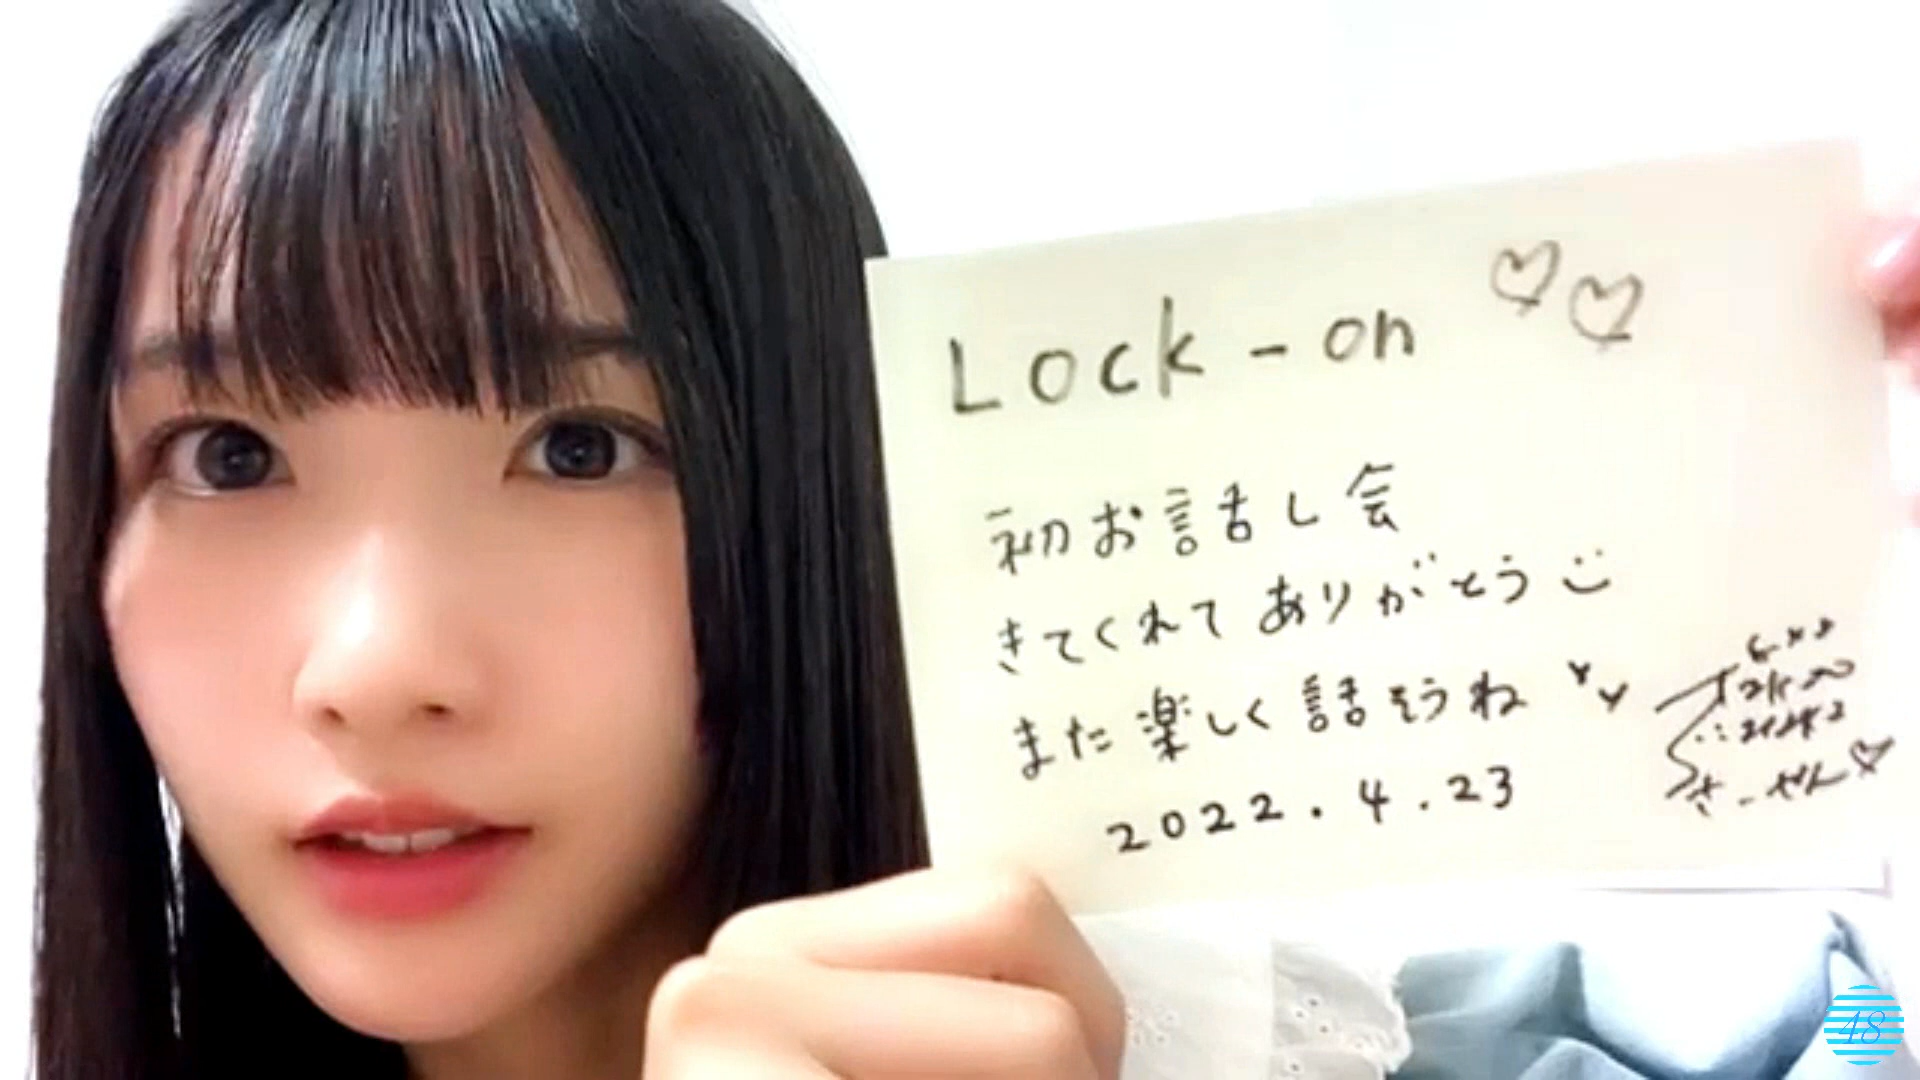 Lock-on ♡♡
初お話し会
きてくれてありがとう
また楽しく話そうね
2022.4.23
48